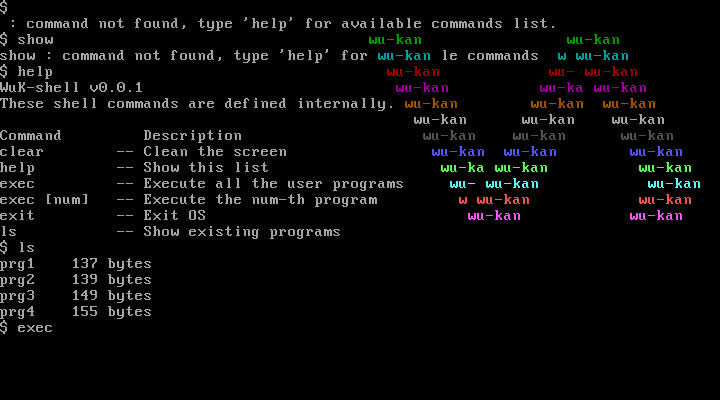 $
 : command not found, type 'help' for available commands list.
$ show wu-kan wu-kan
show : command not found, type 'help' for wu-kan le commands w wu-kan
$ help wu-kan wu- wu-kan
WuK-shell v0.0.1 wu-kan wu-ka wu-kan
These shell commands are defined internally. wu-kan wu-kan wu-kan
wu-kan wu-kan wu-kan
Command Description wu-kan wu-kan wu-kan
clear -- Clean the screen wu-kan wu-kan wu-kan
help -- Show this list wu-ka wu-kan wu-kan
exec -- Execute all the user programs wu- wu-kan wu-kan
exec [num] -- Execute the num-th program w wu-kan wu-kan
exit -- Exit OS wu-kan wu-kan
ls -- Show existing programs
$ ls
prg1 137 bytes
prg2 139 bytes
prg3 149 bytes
prg4 155 bytes
$ exec